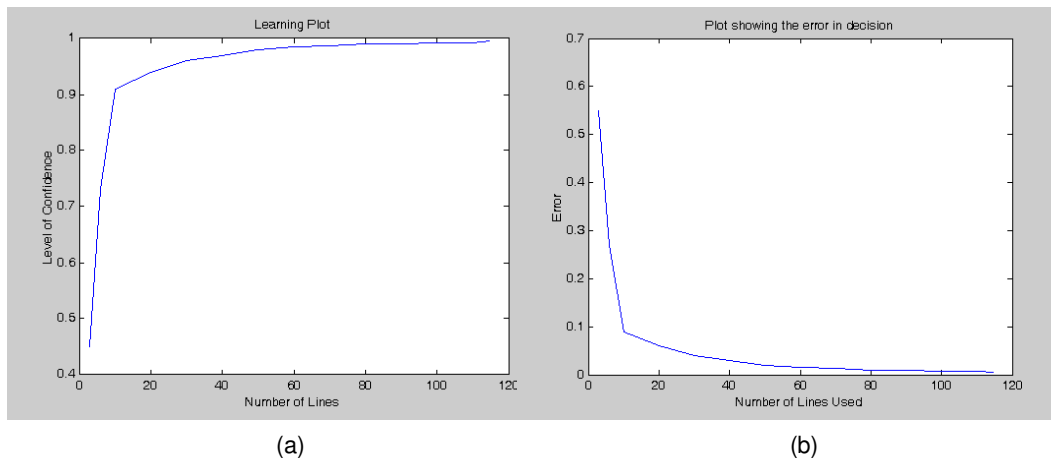 Learning Plot
1
0.9
0.8
0.7
0.6
0.5
0.4
Level of Confidence
0 20 40 60 80 100 120
Number of Lines
(a)
Plot showing the error in decision
0.7
0.6
0.5
0.4
0.3
0.2
0.1
0
Error
0 20 40 60 80 100 120
Number of Lines Used
(b)